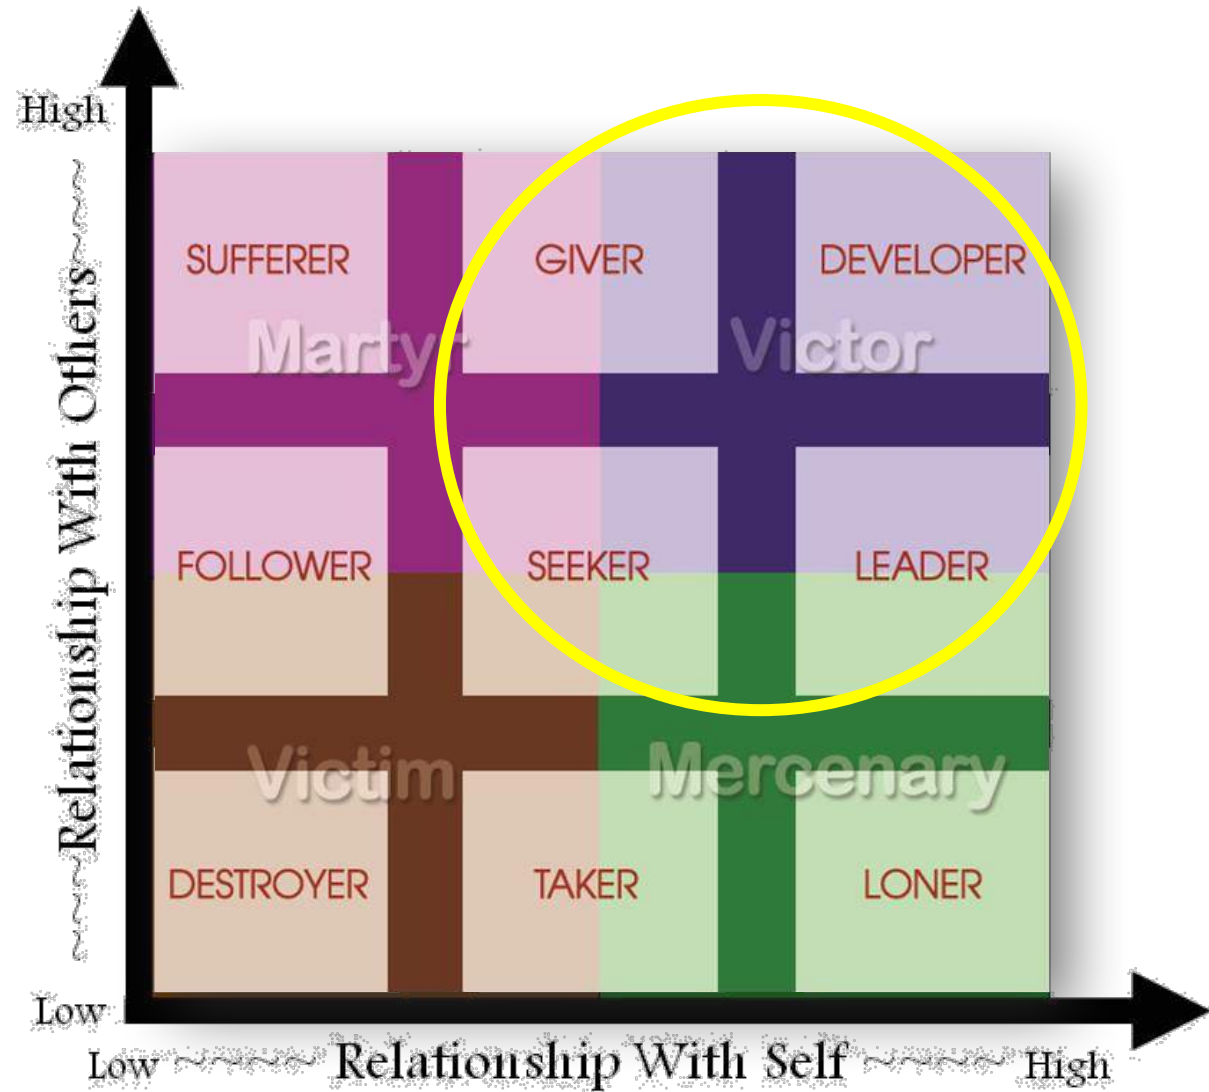 High
SUFFERER GIVER DEVELOPER
Martyr Victor
Relationship With Others
FOLLOWER SEEKER LEADER
Victim Mercenary
DESTROYER TAKER LONER
Low
Low Relationship With Self High